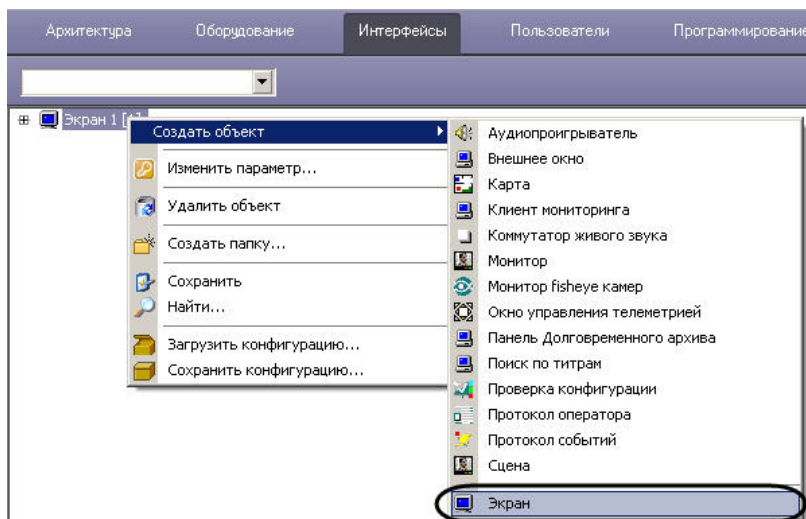 Архитектура Оборудование Интерфейсы Пользователи Программирование
Экран 1 [1]
Создать объект
Изменить параметр...
Удалить объект
Создать папку...
Сохранить
Найти...
Загрузить конфигурацию...
Сохранить конфигурацию...
Аудиопроигрыватель
Внешнее окно
Карта
Клиент мониторинга
Коммутатор живого звука
Монитор
Монитор fisheye камер
Окно управления телеметрией
Панель Долговременного архива
Поиск по титрам
Проверка конфигурации
Протокол оператора
Протокол событий
Сцена
Экран